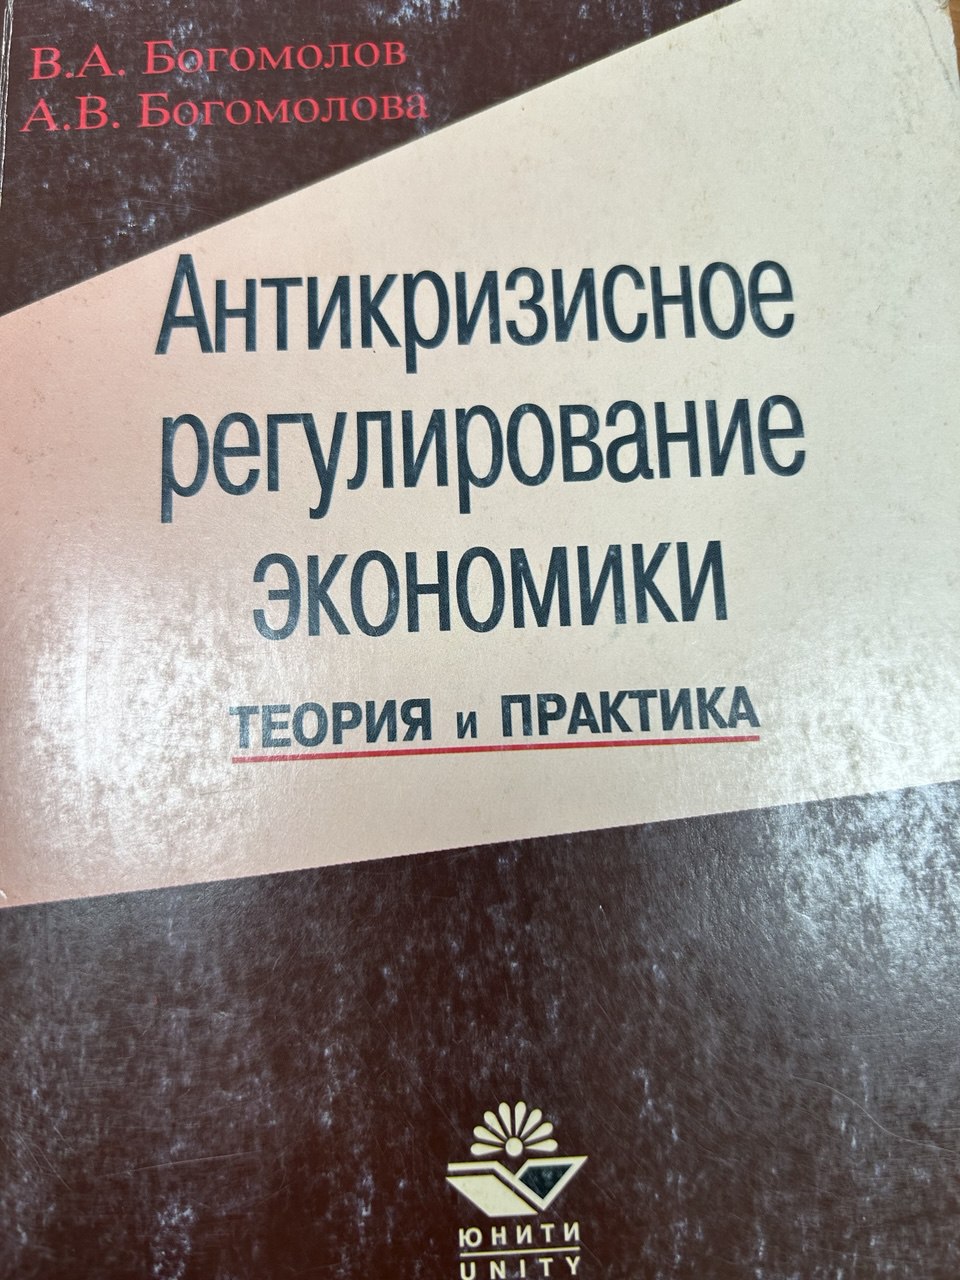 В.А. Богомолов
А.В. Богомолова
Антикризисное
регулирование
экономики
ТЕОРИЯ и ПРАКТИКА
ЮНИТИ
UNITY